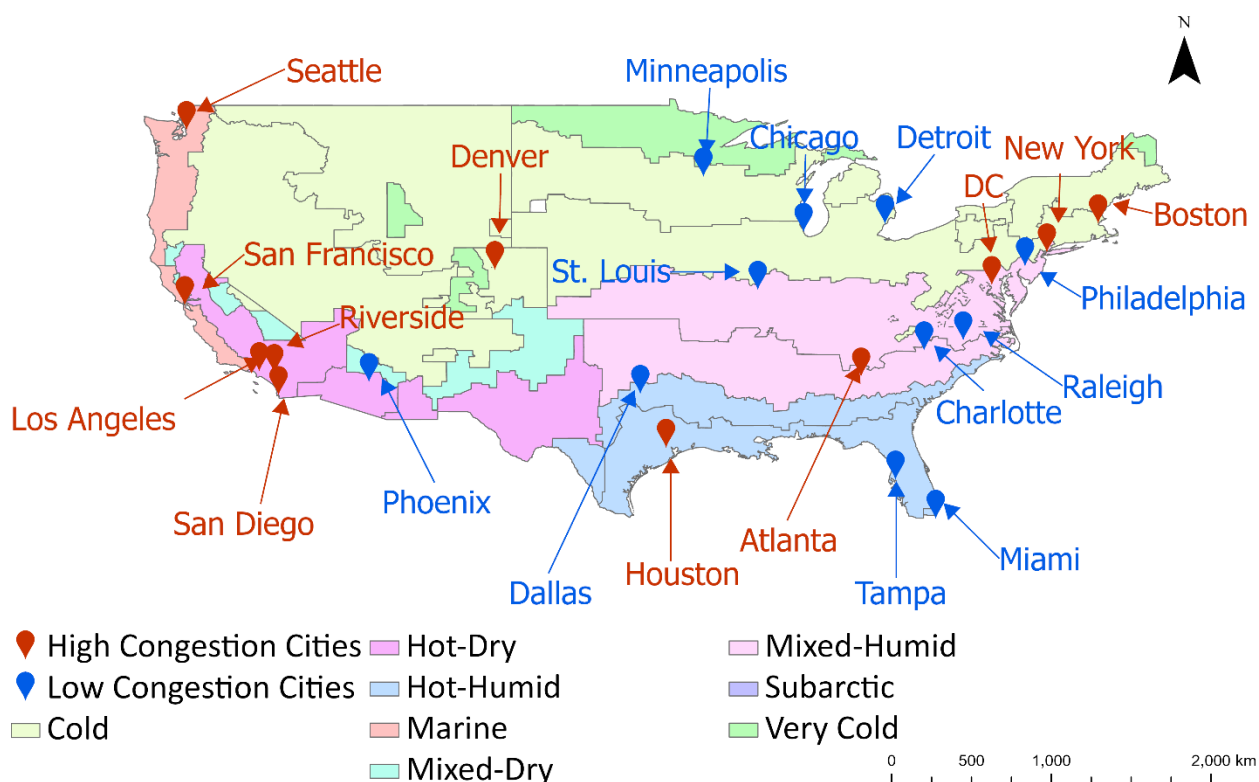 N
Seattle
Minneapolis
Chicago
Detroit
New York
Denver
DC
Boston
San Francisco
St. Louis
Philadelphia
Riverside
Raleigh
Los Angeles
Charlotte
Phoenix
San Diego
Atlanta
Miami
Houston
Dallas
Tampa
High Congestion Cities
Hot-Dry
Mixed-Humid
Low Congestion Cities
Hot-Humid
Subarctic
Cold
Marine
Very Cold
Mixed-Dry
0 500 1,000 2,000 km